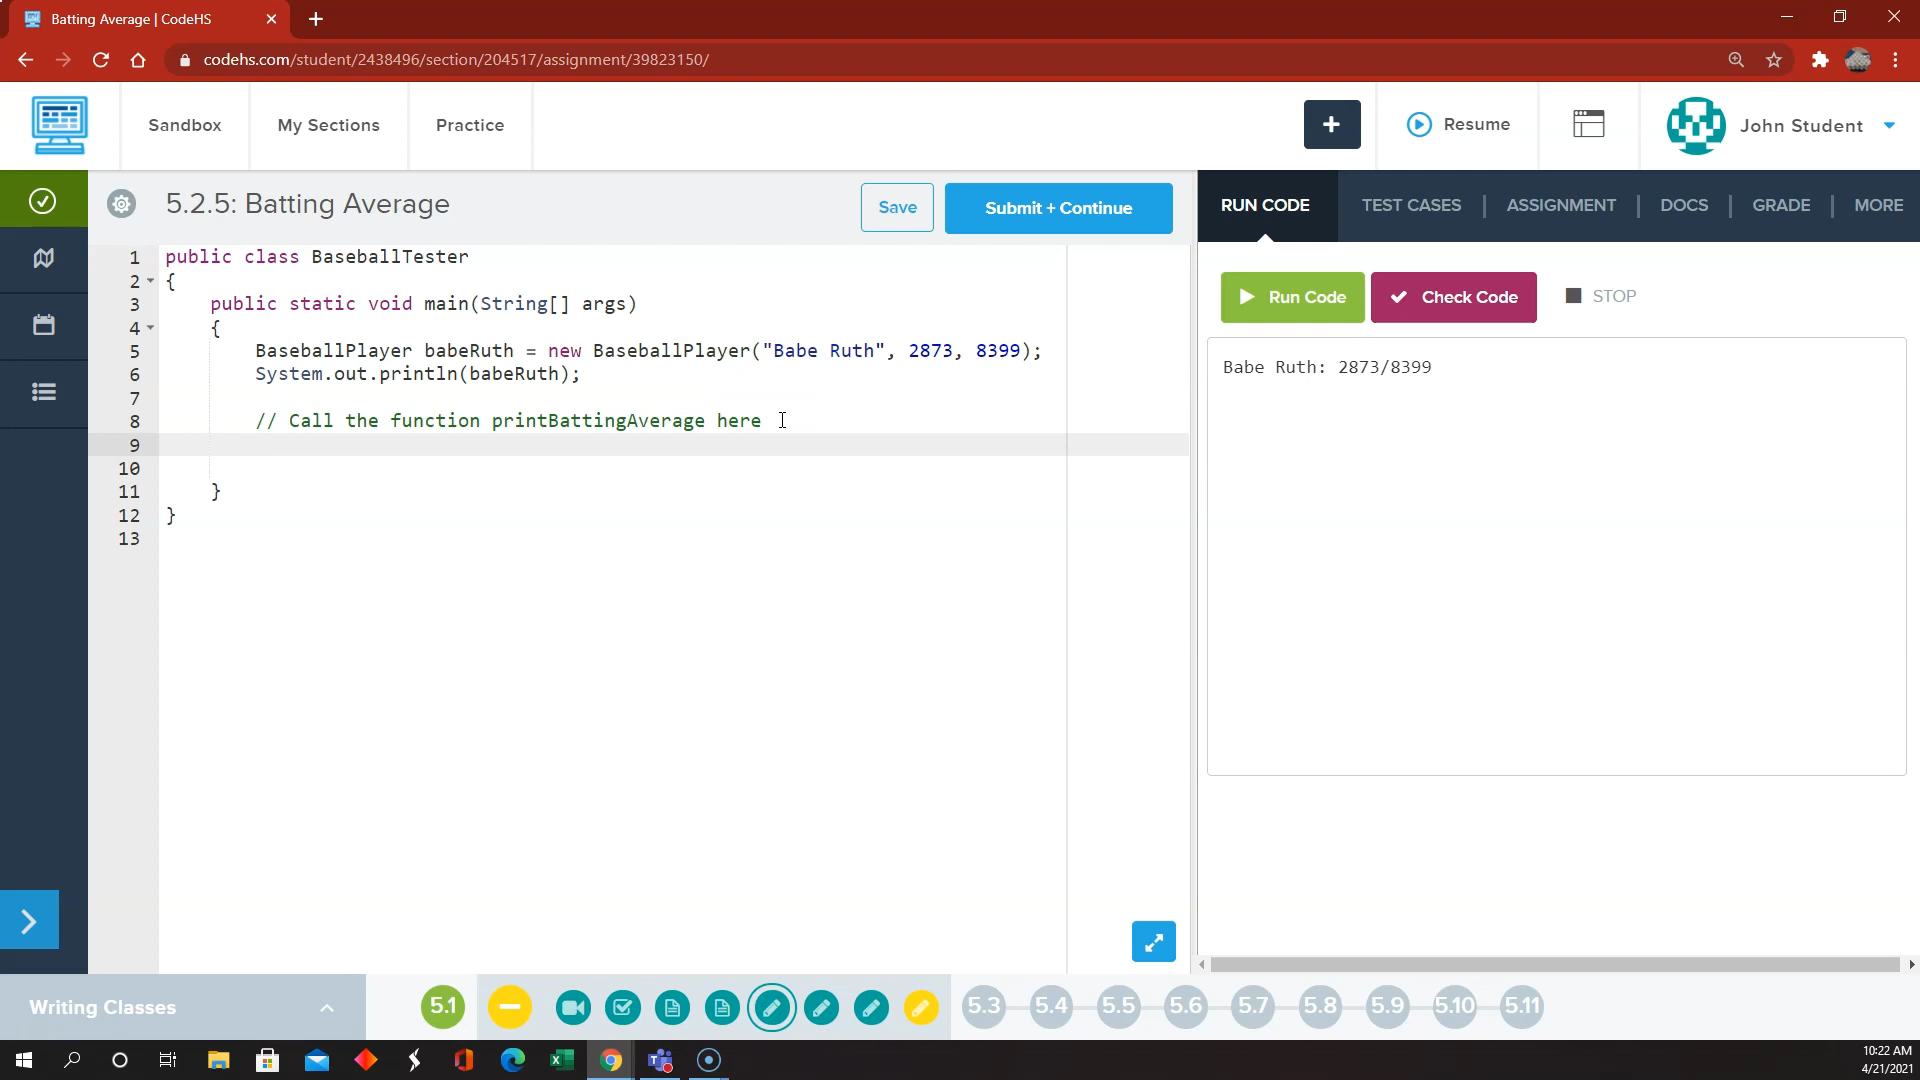 Batting Average | CodeHS
codehs.com/student/2438496/section/204517/assignment/39823150/
Sandbox
My Sections
Practice
+
Resume
John Student
5.2.5: Batting Average
Save
Submit + Continue
RUN CODE
TEST CASES
ASSIGNMENT
DOCS
GRADE
MORE
1 public class BaseballTester
2 {
3 public static void main(String[] args)
4 {
5 BaseballPlayer babeRuth = new BaseballPlayer("Babe Ruth", 2873, 8399);
6 System.out.println(babeRuth);
7
8 // Call the function printBattingAverage here
9
10
11 }
12 }
13
Run Code
Check Code
STOP
Babe Ruth: 2873/8399
Writing Classes
5.1
5.3
5.4
5.5
5.6
5.7
5.8
5.9
5.10
5.11
10:22 AM
4/21/2021